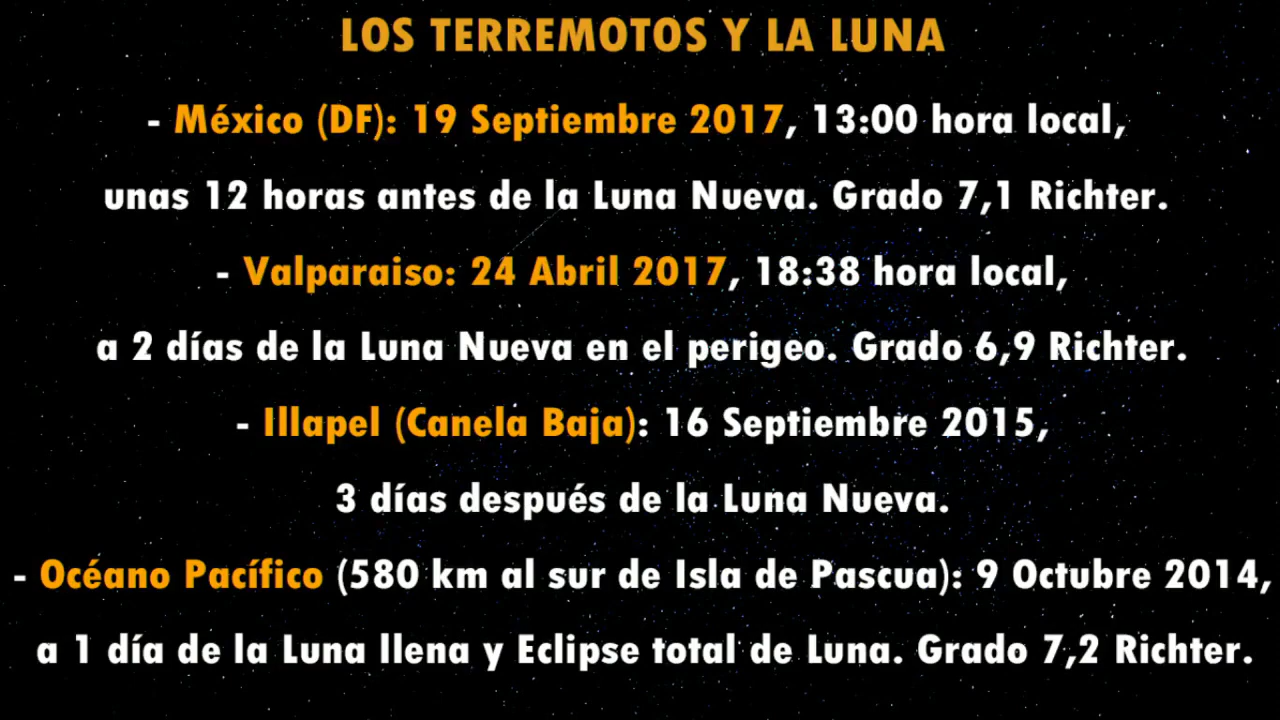 LOS TERREMOTOS Y LA LUNA
- México (DF): 19 Septiembre 2017, 13:00 hora local,
unas 12 horas antes de la Luna Nueva. Grado 7,1 Richter.
- Valparaiso: 24 Abril 2017, 18:38 hora local,
a 2 días de la Luna Nueva en el perigeo. Grado 6,9 Richter.
- Illapel (Canela Baja): 16 Septiembre 2015,
3 días después de la Luna Nueva.
- Océano Pacífico (580 km al sur de Isla de Pascua): 9 Octubre 2014,
a 1 día de la Luna llena y Eclipse total de Luna. Grado 7,2 Richter.